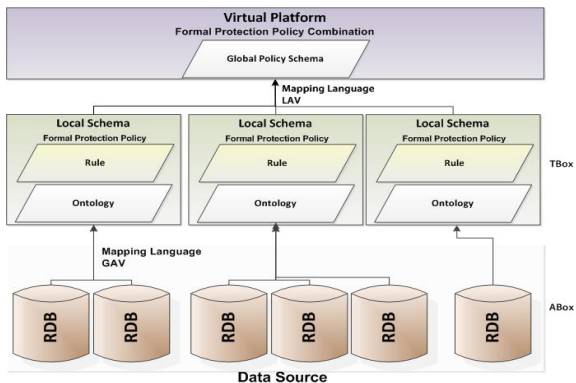 Virtual Platform
Formal Protection Policy Combination
Global Policy Schema
Mapping Language
LAV
Local Schema
Formal Protection Policy
Rule
Ontology
Local Schema
Formal Protection Policy
Rule
Ontology
Local Schema
Formal Protection Policy
Rule
Ontology
TBox
Mapping Language
GAV
RDB
RDB
RDB
RDB
RDB
RDB
ABox
Data Source